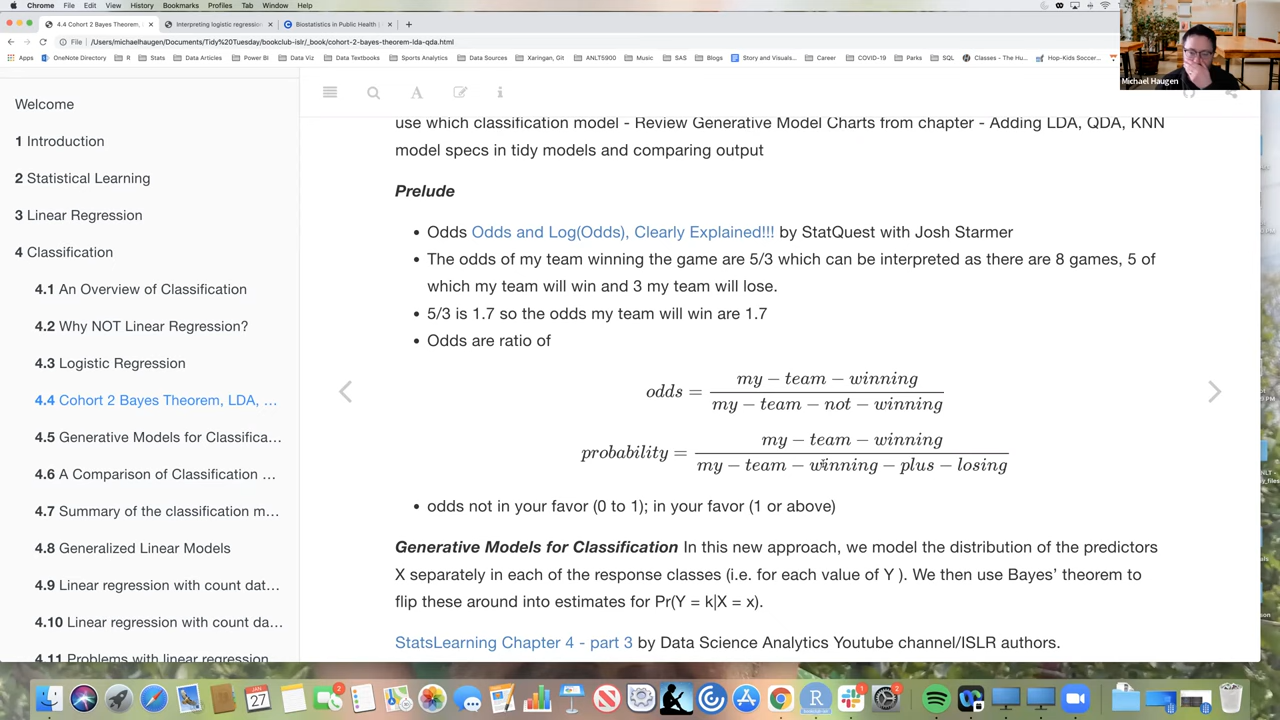 Chrome File Edit View History Bookmarks Profiles Tab Window Help
4.4 Cohort 2 Bayes Theorem, L
Interpreting logistic regressio
Biostatistics in Public Health |
File | /Users/michaelhaugen/Documents/Tidy%20Tuesday/bookclub-islr/_book/cohort-2-bayes-theorem-lda-qda.html
Apps OneNote Directory R Stats Data Articles Power BI Data Viz Data Textbooks Sports Analytics Data Sources Xaringan, Git ANLT5900 Music SAS Blogs Story and Visuals... Career COVID-19 Parks SQL Classes - The Hu... Hop-Kids Soccer...
Michael Haugen
Welcome
1 Introduction
2 Statistical Learning
3 Linear Regression
4 Classification
4.1 An Overview of Classification
4.2 Why NOT Linear Regression?
4.3 Logistic Regression
4.4 Cohort 2 Bayes Theorem, LDA, ...
4.5 Generative Models for Classifica...
4.6 A Comparison of Classification ...
4.7 Summary of the classification m...
4.8 Generalized Linear Models
4.9 Linear regression with count dat...
4.10 Linear regression with count da...
4.11 Problems with linear regression
use which classification model - Review Generative Model Charts from chapter - Adding LDA, QDA, KNN
model specs in tidy models and comparing output
Prelude
• Odds Odds and Log(Odds), Clearly Explained!!! by StatQuest with Josh Starmer
• The odds of my team winning the game are 5/3 which can be interpreted as there are 8 games, 5 of
which my team will win and 3 my team will lose.
• 5/3 is 1.7 so the odds my team will win are 1.7
• Odds are ratio of
odds = my − team − winning / my − team − not − winning
probability = my − team − winning / my − team − winning − plus − losing
• odds not in your favor (0 to 1); in your favor (1 or above)
Generative Models for Classification In this new approach, we model the distribution of the predictors
X separately in each of the response classes (i.e. for each value of Y ). We then use Bayes’ theorem to
flip these around into estimates for Pr(Y = k|X = x).
StatsLearning Chapter 4 - part 3 by Data Science Analytics Youtube channel/ISLR authors.
JAN
27
2
1
2